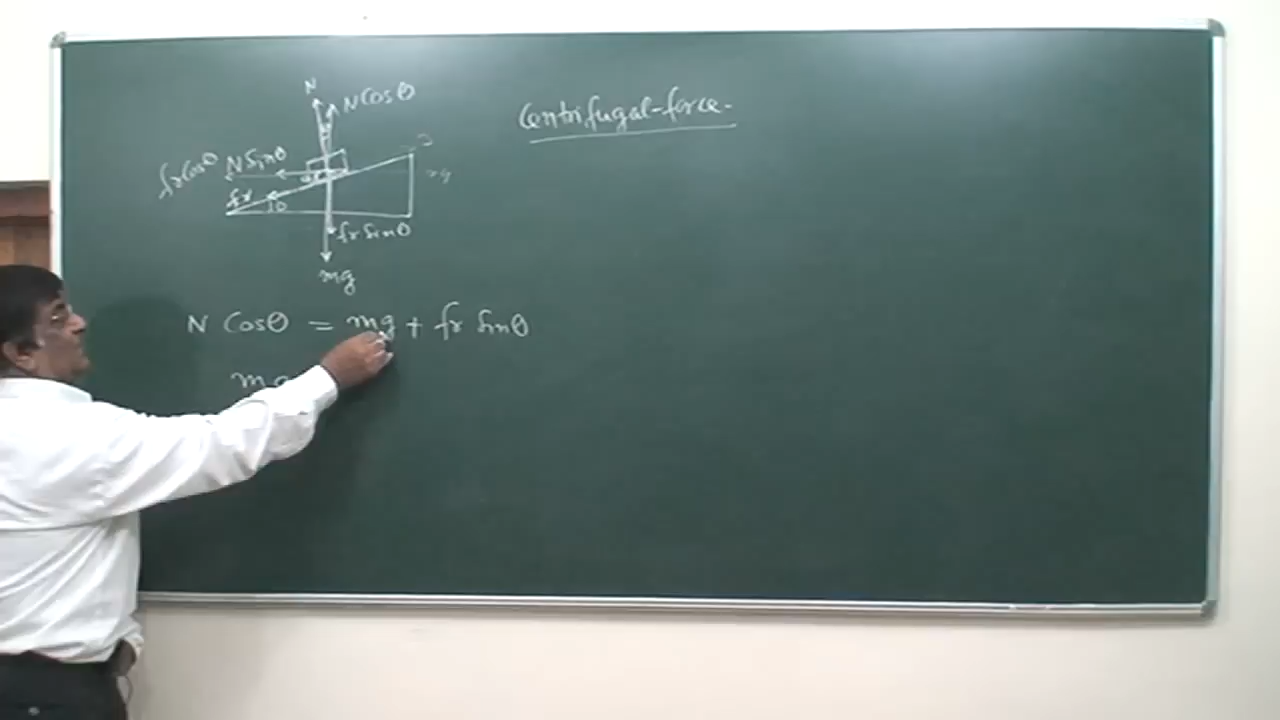 Centrifugal-force-
N
N Cosθ
fr Cosθ
N Sinθ
fr
θ
fr Sinθ
mg
N Cosθ = mg + fr Sinθ